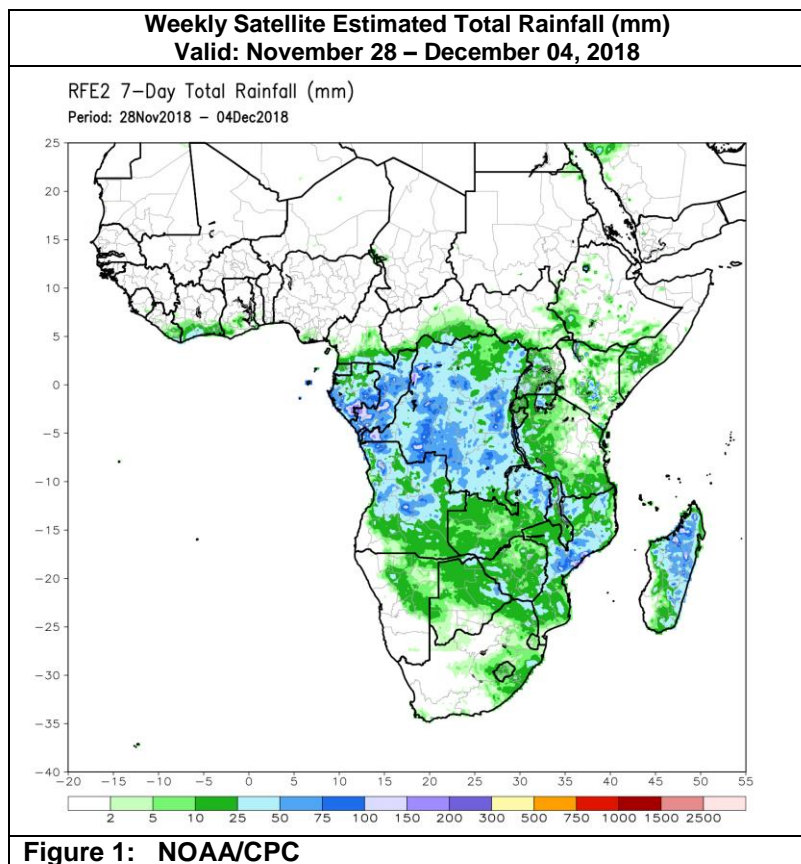 Weekly Satellite Estimated Total Rainfall (mm)
Valid: November 28 – December 04, 2018
RFE2 7-Day Total Rainfall (mm)
Period: 28Nov2018 – 04Dec2018
25
20
15
10
5
0
-5
-10
-15
-20
-25
-30
-35
-40
-20 -15 -10 -5 0 5 10 15 20 25 30 35 40 45 50 55
2 5 10 25 50 75 100 150 200 300 500 750 1000 1500 2500
Figure 1: NOAA/CPC